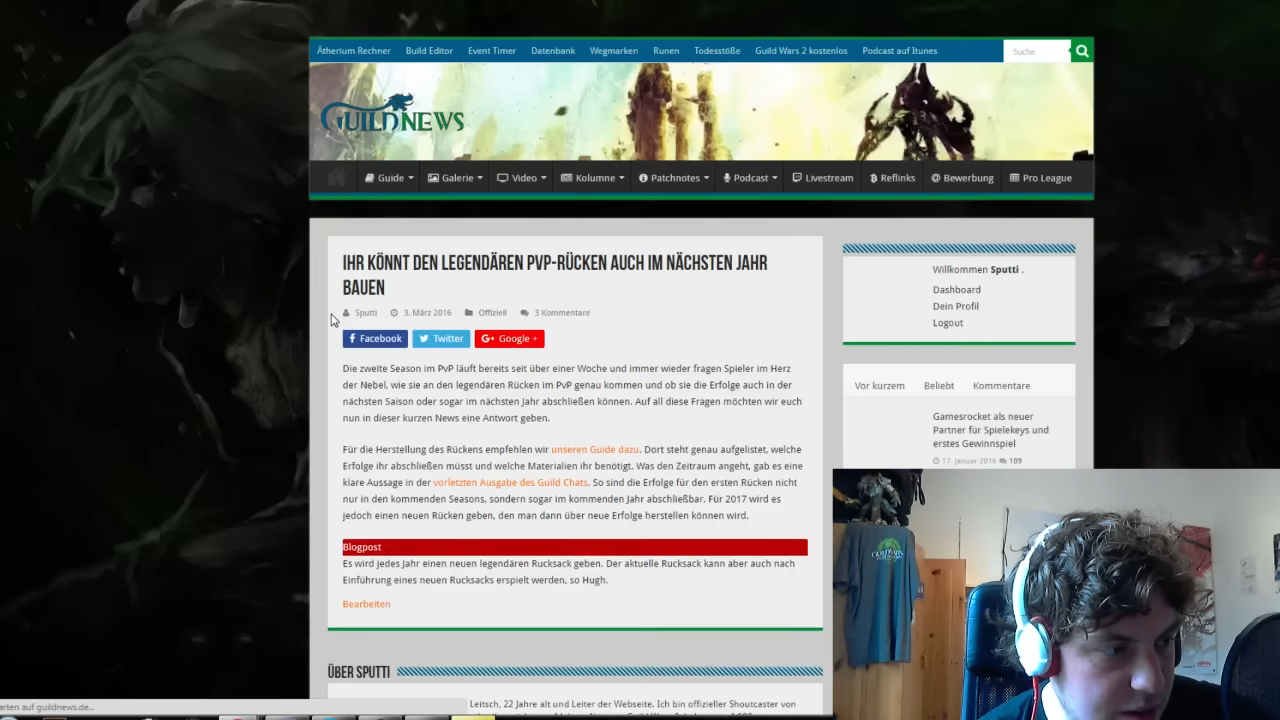 Ätherium Rechner Build Editor Event Timer Datenbank Wegmarken Runen Todesstöße Guild Wars 2 kostenlos Podcast auf Itunes Suche
GUILDNEWS
Guide Galerie Video Kolumne Patchnotes Podcast Livestream Reflinks Bewerbung Pro League
IHR KÖNNT DEN LEGENDÄREN PVP-RÜCKEN AUCH IM NÄCHSTEN JAHR
BAUEN
Sputti 3. März 2016 Offiziell 3 Kommentare
Facebook Twitter Google +
Die zweite Season im PvP läuft bereits seit über einer Woche und immer wieder fragen Spieler im Herz
der Nebel, wie sie an den legendären Rücken im PvP genau kommen und ob sie die Erfolge auch in der
nächsten Saison oder sogar im nächsten Jahr abschließen können. Auf all diese Fragen möchten wir euch
nun in dieser kurzen News eine Antwort geben.
Für die Herstellung des Rückens empfehlen wir unseren Guide dazu. Dort steht genau aufgelistet, welche
Erfolge ihr abschließen müsst und welche Materialien ihr benötigt. Was den Zeitraum angeht, gab es eine
klare Aussage in der vorletzten Ausgabe des Guild Chats. So sind die Erfolge für den ersten Rücken nicht
nur in den kommenden Seasons, sondern sogar im kommenden Jahr abschließbar. Für 2017 wird es
jedoch einen neuen Rücken geben, den man dann über neue Erfolge herstellen können wird.
Blogpost
Es wird jedes Jahr einen neuen legendären Rucksack geben. Der aktuelle Rucksack kann aber auch nach
Einführung eines neuen Rucksacks erspielt werden, so Hugh.
Bearbeiten
ÜBER SPUTTI
Leitsch, 22 Jahre alt und Leiter der Webseite. Ich bin offizieller Shoutcaster von
Willkommen Sputti .
Dashboard
Dein Profil
Logout
Vor kurzem Beliebt Kommentare
Gamesrocket als neuer
Partner für Spielekeys und
erstes Gewinnspiel
17. Januar 2016 109
arten auf guildnews.de...